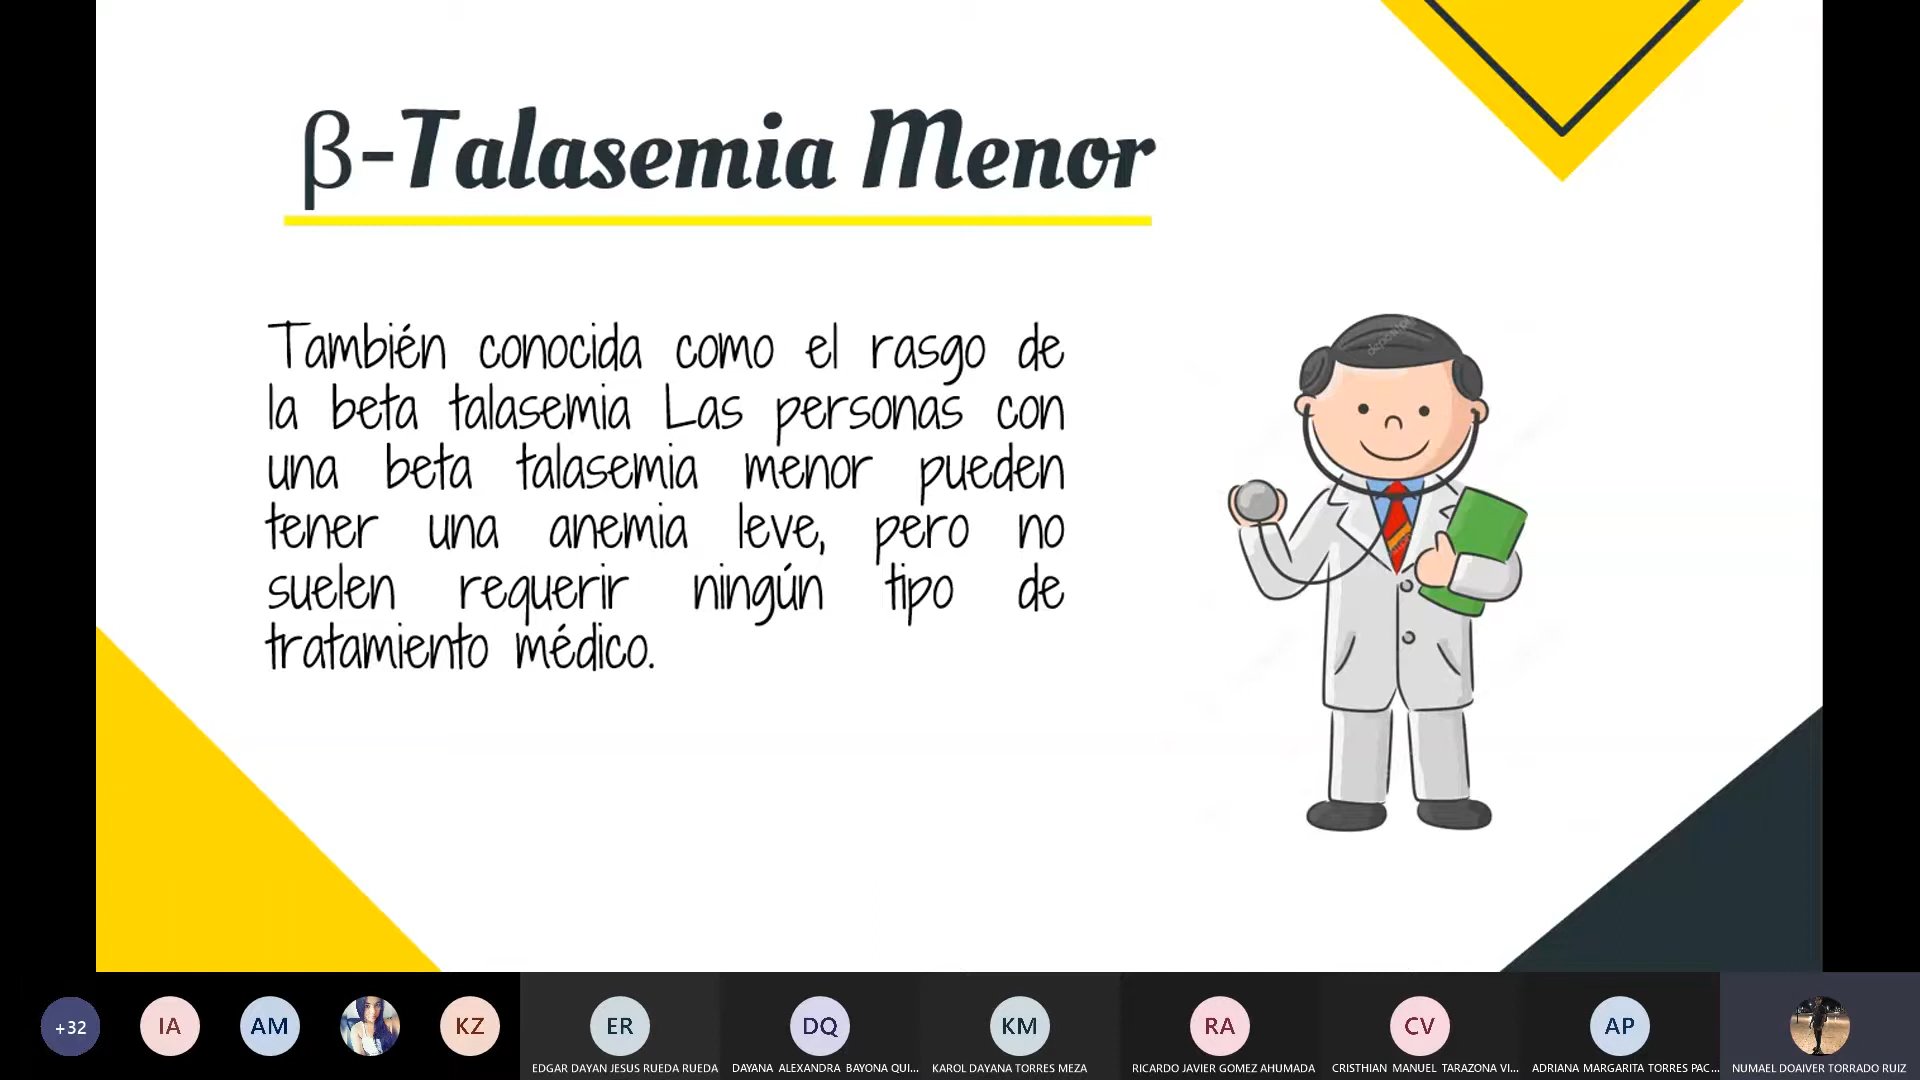 β-Talasemia Menor
También conocida como el rasgo de
la beta talasemia Las personas con
una beta talasemia menor pueden
tener una anemia leve, pero no
suelen requerir ningún tipo de
tratamiento médico.
+32
IA
AM
KZ
ER
DQ
KM
RA
CV
AP
EDGAR DAYAN JESUS RUEDA RUEDA
DAYANA ALEXANDRA BAYONA QUI...
KAROL DAYANA TORRES MEZA
RICARDO JAVIER GOMEZ AHUMADA
CRISTHIAN MANUEL TARAZONA VI...
ADRIANA MARGARITA TORRES PAC...
NUMAEL DOAIVER TORRADO RUIZ